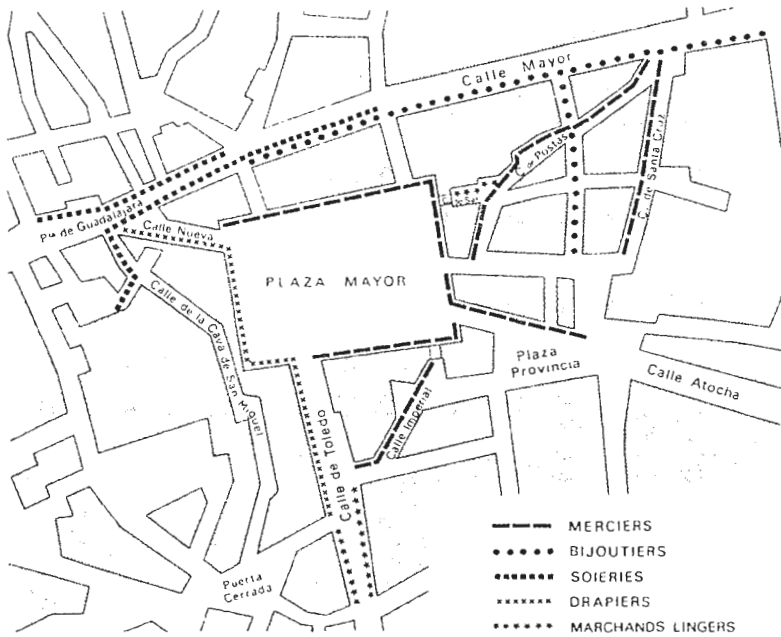 Calle Mayor
C. de Postas
C. de Santa Cruz
Pta de Guadalajara
Calle Nueva
PLAZA MAYOR
Calle de la Cava de San Miguel
Plaza
Provincia
Calle Atocha
Calle Imperial
Calle de Toledo
Puerta
Cerrada
MERCIERS
BIJOUTIERS
SOIERIES
DRAPIERS
MARCHANDS LINGERS